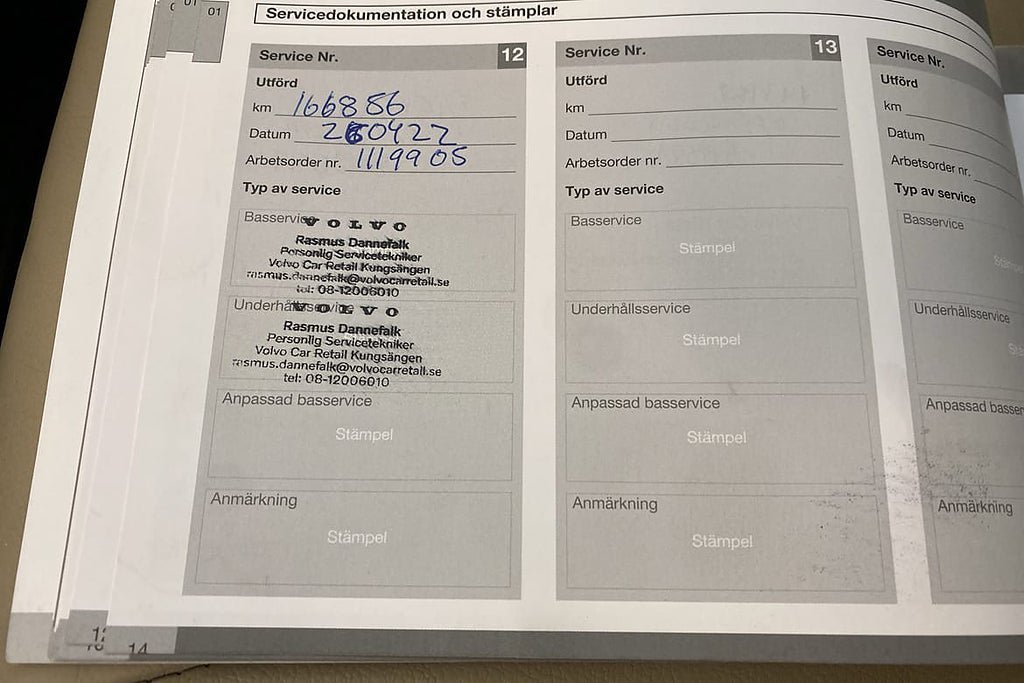 01
01
Servicedokumentation och stämplar
Service Nr. 12
Utförd
km 166886
Datum 260422
Arbetsorder nr. 1119905
Typ av service
Basservice
VOLVO
Rasmus Dannefalk
Personlig Servicetekniker
Volvo Car Retail Kungsängen
rasmus.dannefalk@volvocarretail.se
tel: 08-12006010
Underhållsservice
VOLVO
Rasmus Dannefalk
Personlig Servicetekniker
Volvo Car Retail Kungsängen
rasmus.dannefalk@volvocarretail.se
tel: 08-12006010
Anpassad basservice
Stämpel
Anmärkning
Stämpel
Service Nr. 13
Utförd
km
Datum
Arbetsorder nr.
Typ av service
Basservice
Stämpel
Underhållsservice
Stämpel
Anpassad basservice
Stämpel
Anmärkning
Stämpel
Service Nr.
Utförd
km
Datum
Arbetsorder nr.
Typ av service
Basservice
Underhållsservice
Anpassad
Anmärkning
14